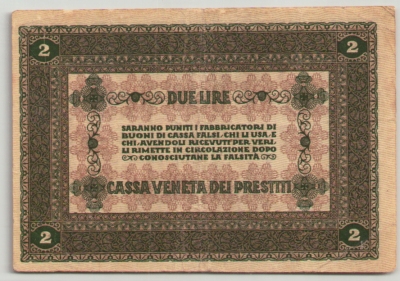 2 2
DUE LIRE
SARANNO PUNITI I FABBRICATORI DI
BUONI DI CASSA FALSI. CHI LI USA. E
CHI. AVENDOLI RICEVUTI PER VERI.
LI RIMETTE IN CIRCOLAZIONE DOPO
CONOSCIUTANE LA FALSITÀ
CASSA VENETA DEI PRESTITI
2 2